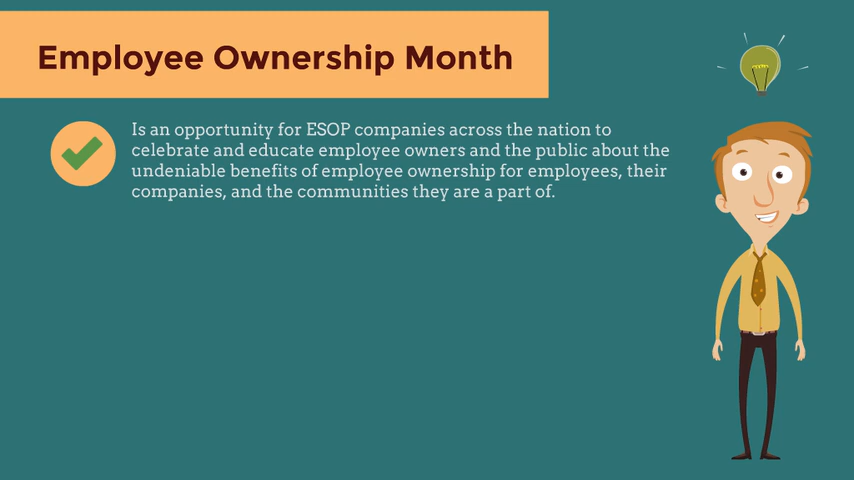 Employee Ownership Month
Is an opportunity for ESOP companies across the nation to
celebrate and educate employee owners and the public about the
undeniable benefits of employee ownership for employees, their
companies, and the communities they are a part of.